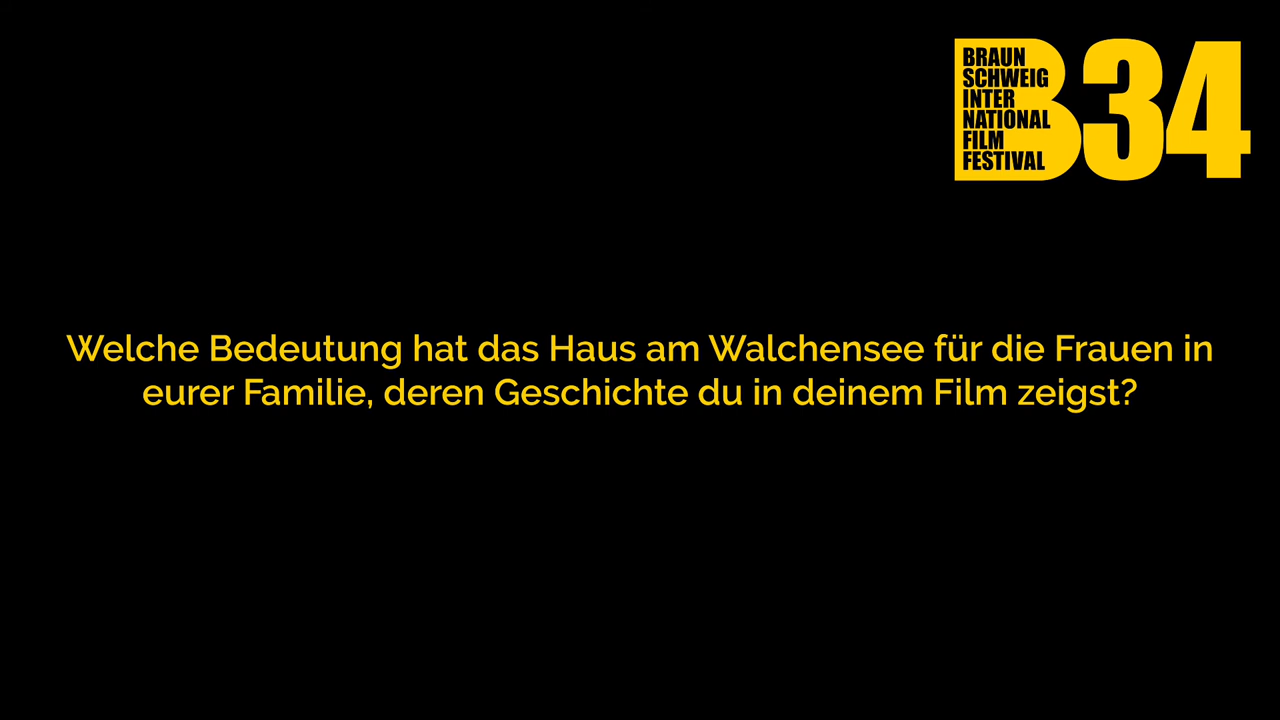 BRAUN
SCHWEIG
INTER
NATIONAL
FILM
FESTIVAL
B34
Welche Bedeutung hat das Haus am Walchensee für die Frauen in
eurer Familie, deren Geschichte du in deinem Film zeigst?